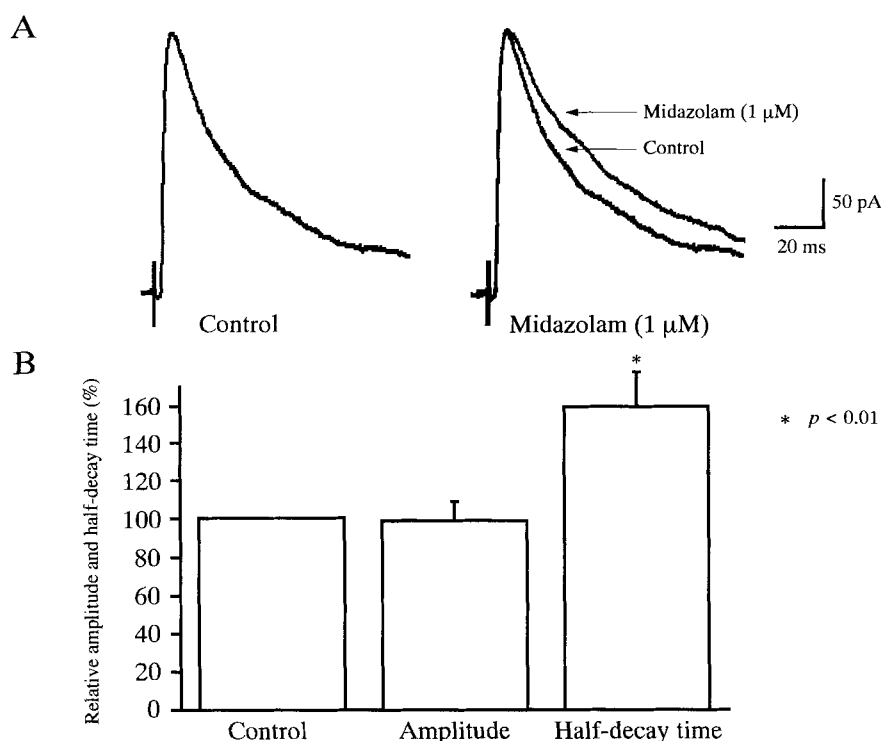 A
Midazolam (1 μM)
Control
50 pA
20 ms
Control
Midazolam (1 μM)
B
Relative amplitude and half-decay time (%)
160
140
120
100
80
60
40
20
0
*
* p < 0.01
Control
Amplitude
Half-decay time